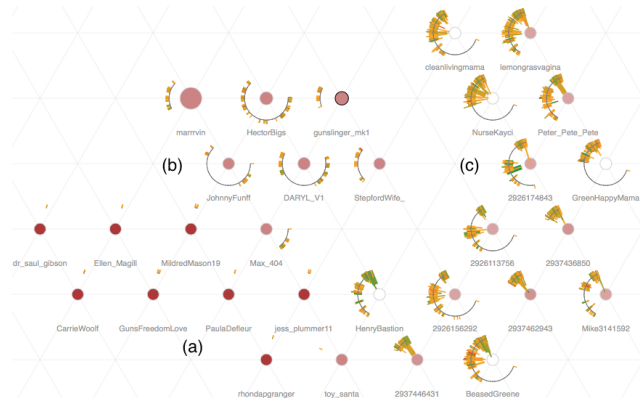 cleanlivingmama lemongrasvagina
marrrvin HectorBigs gunslinger_mk1 NurseKayci Peter_Pete_Pete
(b) (c)
JohnnyFunff DARYL_V1 StepfordWife_ 2926174843 GreenHappyMama
dr_saul_gibson Ellen_Magill MildredMason19 Max_404 2926113756 2937436850
CarrieWoolf GunsFreedomLove PaulaDefleur jess_plummer11 HenryBastion 2926156292 2937462943 Mike3141592
(a)
rhondapgranger toy_santa 2937446431 BeasedGreene